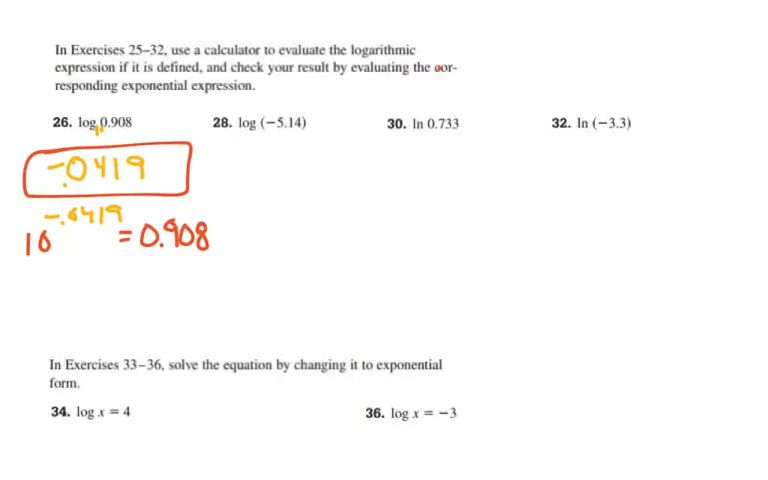 In Exercises 25–32, use a calculator to evaluate the logarithmic
expression if it is defined, and check your result by evaluating the cor-
responding exponential expression.
26. log₁₀0.908 28. log (−5.14) 30. ln 0.733 32. ln (−3.3)
-.0419
10^-.0419 = 0.908
In Exercises 33–36, solve the equation by changing it to exponential
form.
34. log x = 4 36. log x = −3